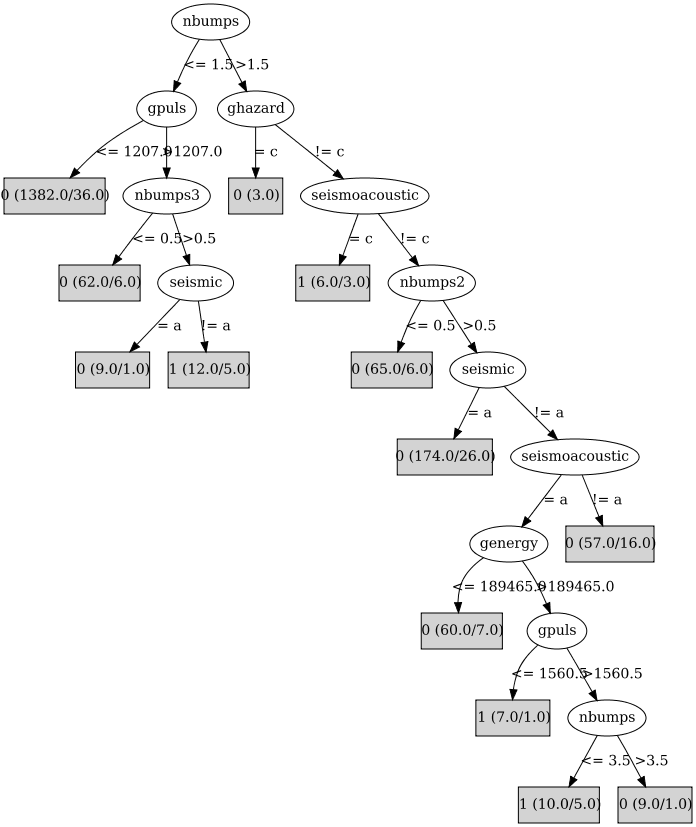 nbumps
<= 1.5 >1.5
gpuls ghazard
<= 1207.0 >1207.0 = c != c
0 (1382.0/36.0) nbumps3 0 (3.0) seismoacoustic
<= 0.5 >0.5 = c != c
0 (62.0/6.0) seismic 1 (6.0/3.0) nbumps2
= a != a <= 0.5 >0.5
0 (9.0/1.0) 1 (12.0/5.0) 0 (65.0/6.0) seismic
= a != a
0 (174.0/26.0) seismoacoustic
= a != a
genergy 0 (57.0/16.0)
<= 189465.0 >189465.0
0 (60.0/7.0) gpuls
<= 1560.5 >1560.5
1 (7.0/1.0) nbumps
<= 3.5 >3.5
1 (10.0/5.0) 0 (9.0/1.0)